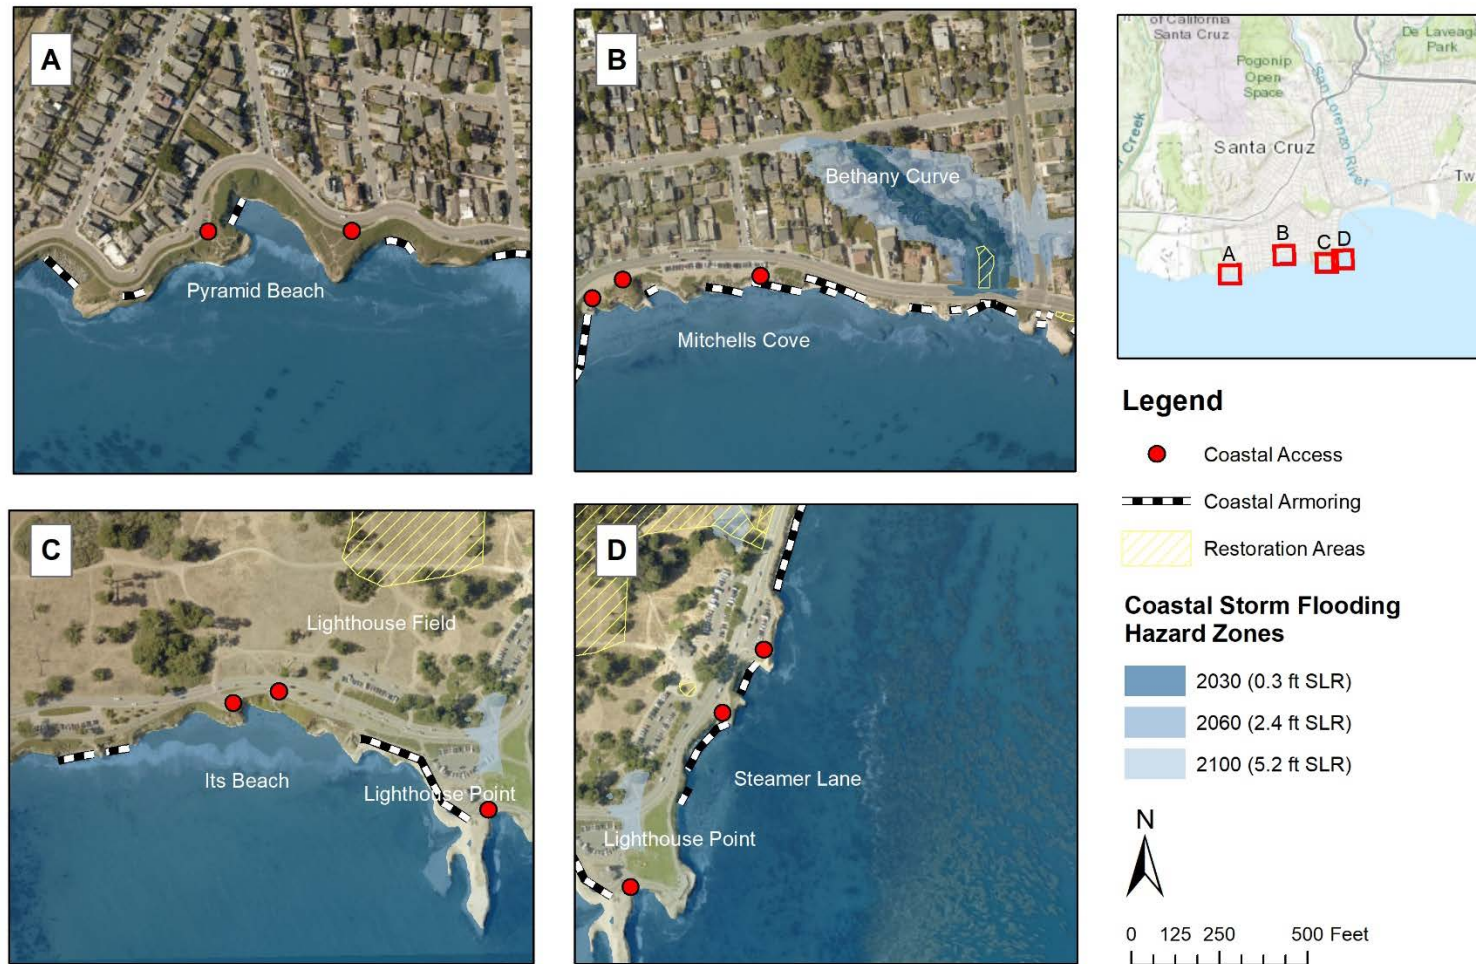 A
Pyramid Beach
B
Bethany Curve
Mitchells Cove
of California
Santa Cruz
De Laveaga
Park
Pogonip
Open
Space
San Lorenzo River
Creek
Santa Cruz
Tw
A
B
C
D
C
Lighthouse Field
Its Beach
Lighthouse Point
D
Steamer Lane
Lighthouse Point
Legend
Coastal Access
Coastal Armoring
Restoration Areas
Coastal Storm Flooding
Hazard Zones
2030 (0.3 ft SLR)
2060 (2.4 ft SLR)
2100 (5.2 ft SLR)
N
0 125 250 500 Feet